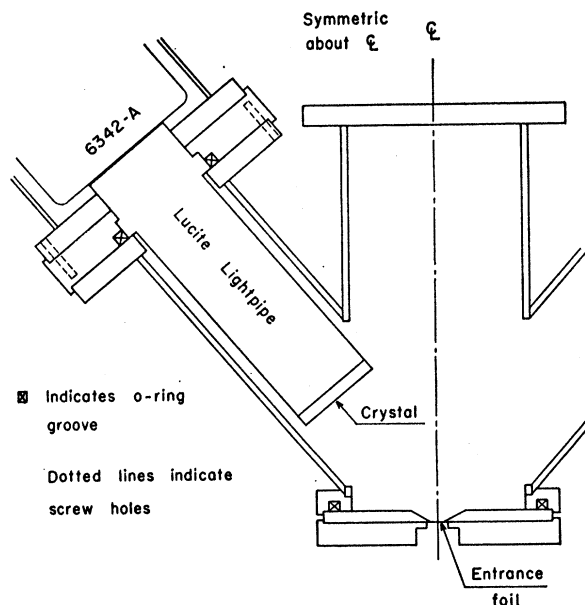 Symmetric
about ℄
℄
6342-A
Lucite
Lightpipe
Crystal
⊠ Indicates o-ring
groove
Dotted lines indicate
screw holes
Entrance
foil